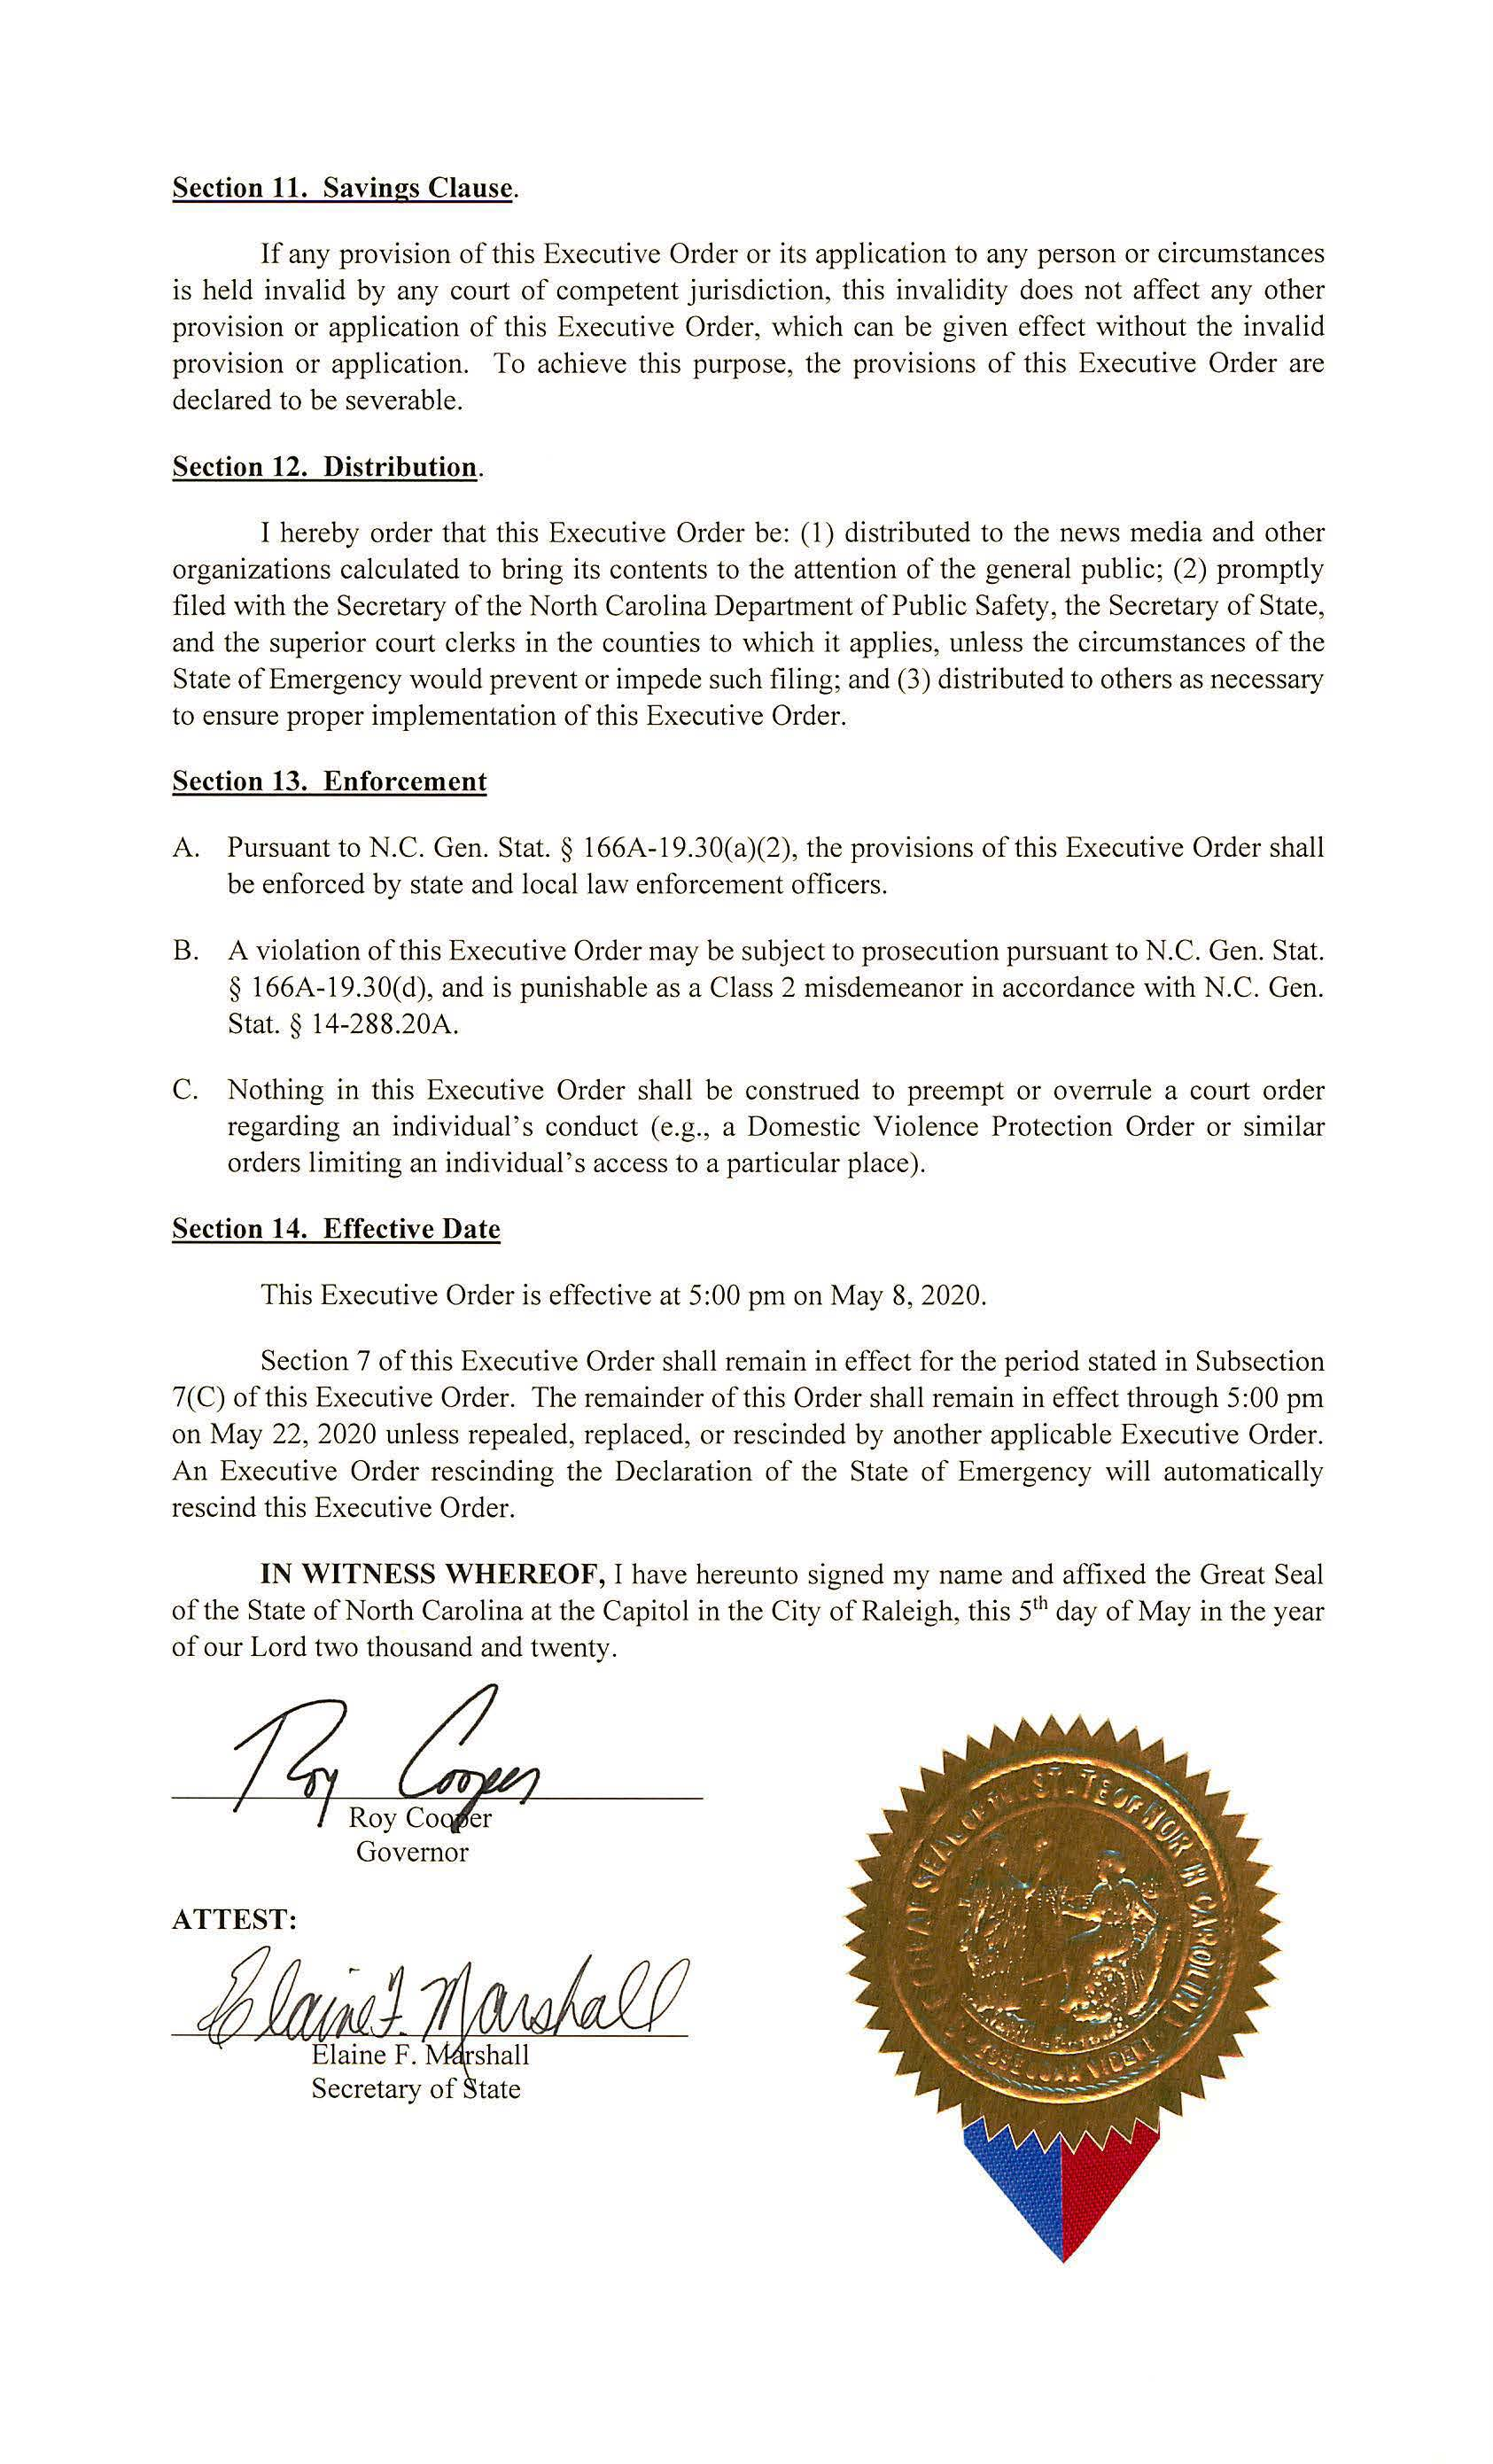 Section 11. Savings Clause.
If any provision of this Executive Order or its application to any person or circumstances
is held invalid by any court of competent jurisdiction, this invalidity does not affect any other
provision or application of this Executive Order, which can be given effect without the invalid
provision or application. To achieve this purpose, the provisions of this Executive Order are
declared to be severable.
Section 12. Distribution.
I hereby order that this Executive Order be: (1) distributed to the news media and other
organizations calculated to bring its contents to the attention of the general public; (2) promptly
filed with the Secretary of the North Carolina Department of Public Safety, the Secretary of State,
and the superior court clerks in the counties to which it applies, unless the circumstances of the
State of Emergency would prevent or impede such filing; and (3) distributed to others as necessary
to ensure proper implementation of this Executive Order.
Section 13. Enforcement
A. Pursuant to N.C. Gen. Stat. § 166A-19.30(a)(2), the provisions of this Executive Order shall
be enforced by state and local law enforcement officers.
B. A violation of this Executive Order may be subject to prosecution pursuant to N.C. Gen. Stat.
§ 166A-19.30(d), and is punishable as a Class 2 misdemeanor in accordance with N.C. Gen.
Stat. § 14-288.20A.
C. Nothing in this Executive Order shall be construed to preempt or overrule a court order
regarding an individual's conduct (e.g., a Domestic Violence Protection Order or similar
orders limiting an individual's access to a particular place).
Section 14. Effective Date
This Executive Order is effective at 5:00 pm on May 8, 2020.
Section 7 of this Executive Order shall remain in effect for the period stated in Subsection
7(C) of this Executive Order. The remainder of this Order shall remain in effect through 5:00 pm
on May 22, 2020 unless repealed, replaced, or rescinded by another applicable Executive Order.
An Executive Order rescinding the Declaration of the State of Emergency will automatically
rescind this Executive Order.
IN WITNESS WHEREOF, I have hereunto signed my name and affixed the Great Seal
of the State of North Carolina at the Capitol in the City of Raleigh, this 5th day of May in the year
of our Lord two thousand and twenty.
Roy Cooper
Roy Cooper
Governor
ATTEST:
Elaine F. Marshall
Elaine F. Marshall
Secretary of State
SEAL OF THE STATE OF NORTH CAROLINA